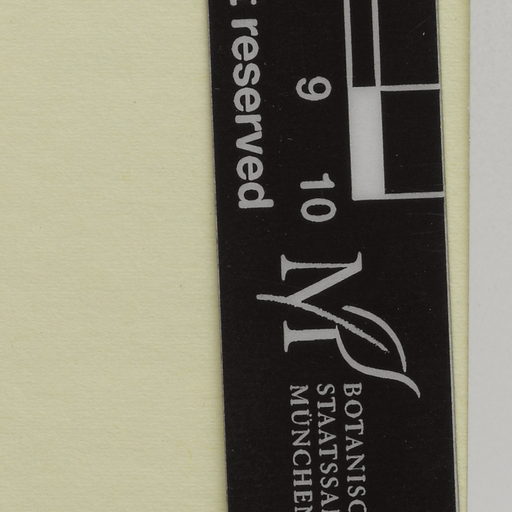 reserved
9 10
M
BOTANISC
STAATSSA
MÜNCHEN